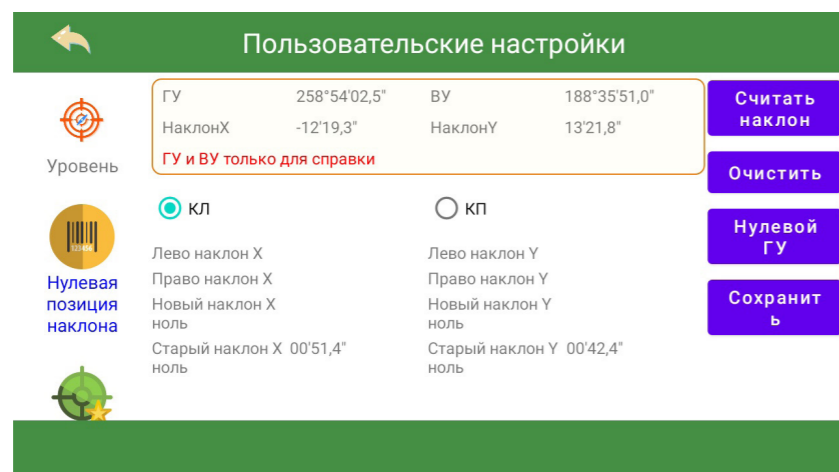 Пользовательские настройки
ГУ 258°54'02,5" ВУ 188°35'51,0"
НаклонX -12'19,3" НаклонY 13'21,8"
ГУ и ВУ только для справки
Уровень
123456
Нулевая
позиция
наклона
КЛ КП
Лево наклон X Лево наклон Y
Право наклон X Право наклон Y
Новый наклон X Новый наклон Y
ноль ноль
Старый наклон X 00'51,4" Старый наклон Y 00'42,4"
ноль ноль
Считать
наклон
Очистить
Нулевой
ГУ
Сохранит
ь